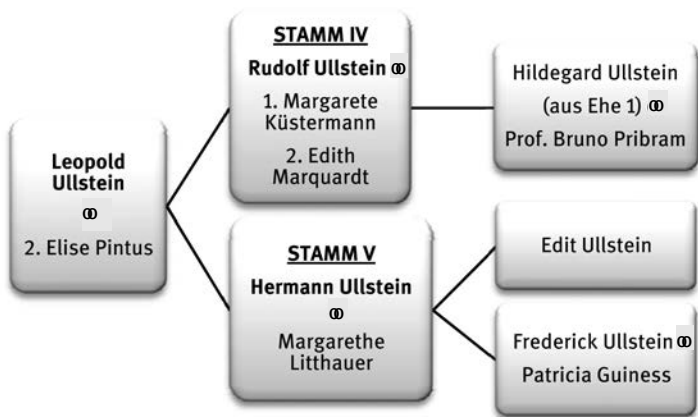 Leopold
Ullstein
⚭
2. Elise Pintus
STAMM IV
Rudolf Ullstein ⚭
1. Margarete
Küstermann
2. Edith
Marquardt
STAMM V
Hermann Ullstein
⚭
Margarethe
Litthauer
Hildegard Ullstein
(aus Ehe 1) ⚭
Prof. Bruno Pribram
Edit Ullstein
Frederick Ullstein ⚭
Patricia Guiness